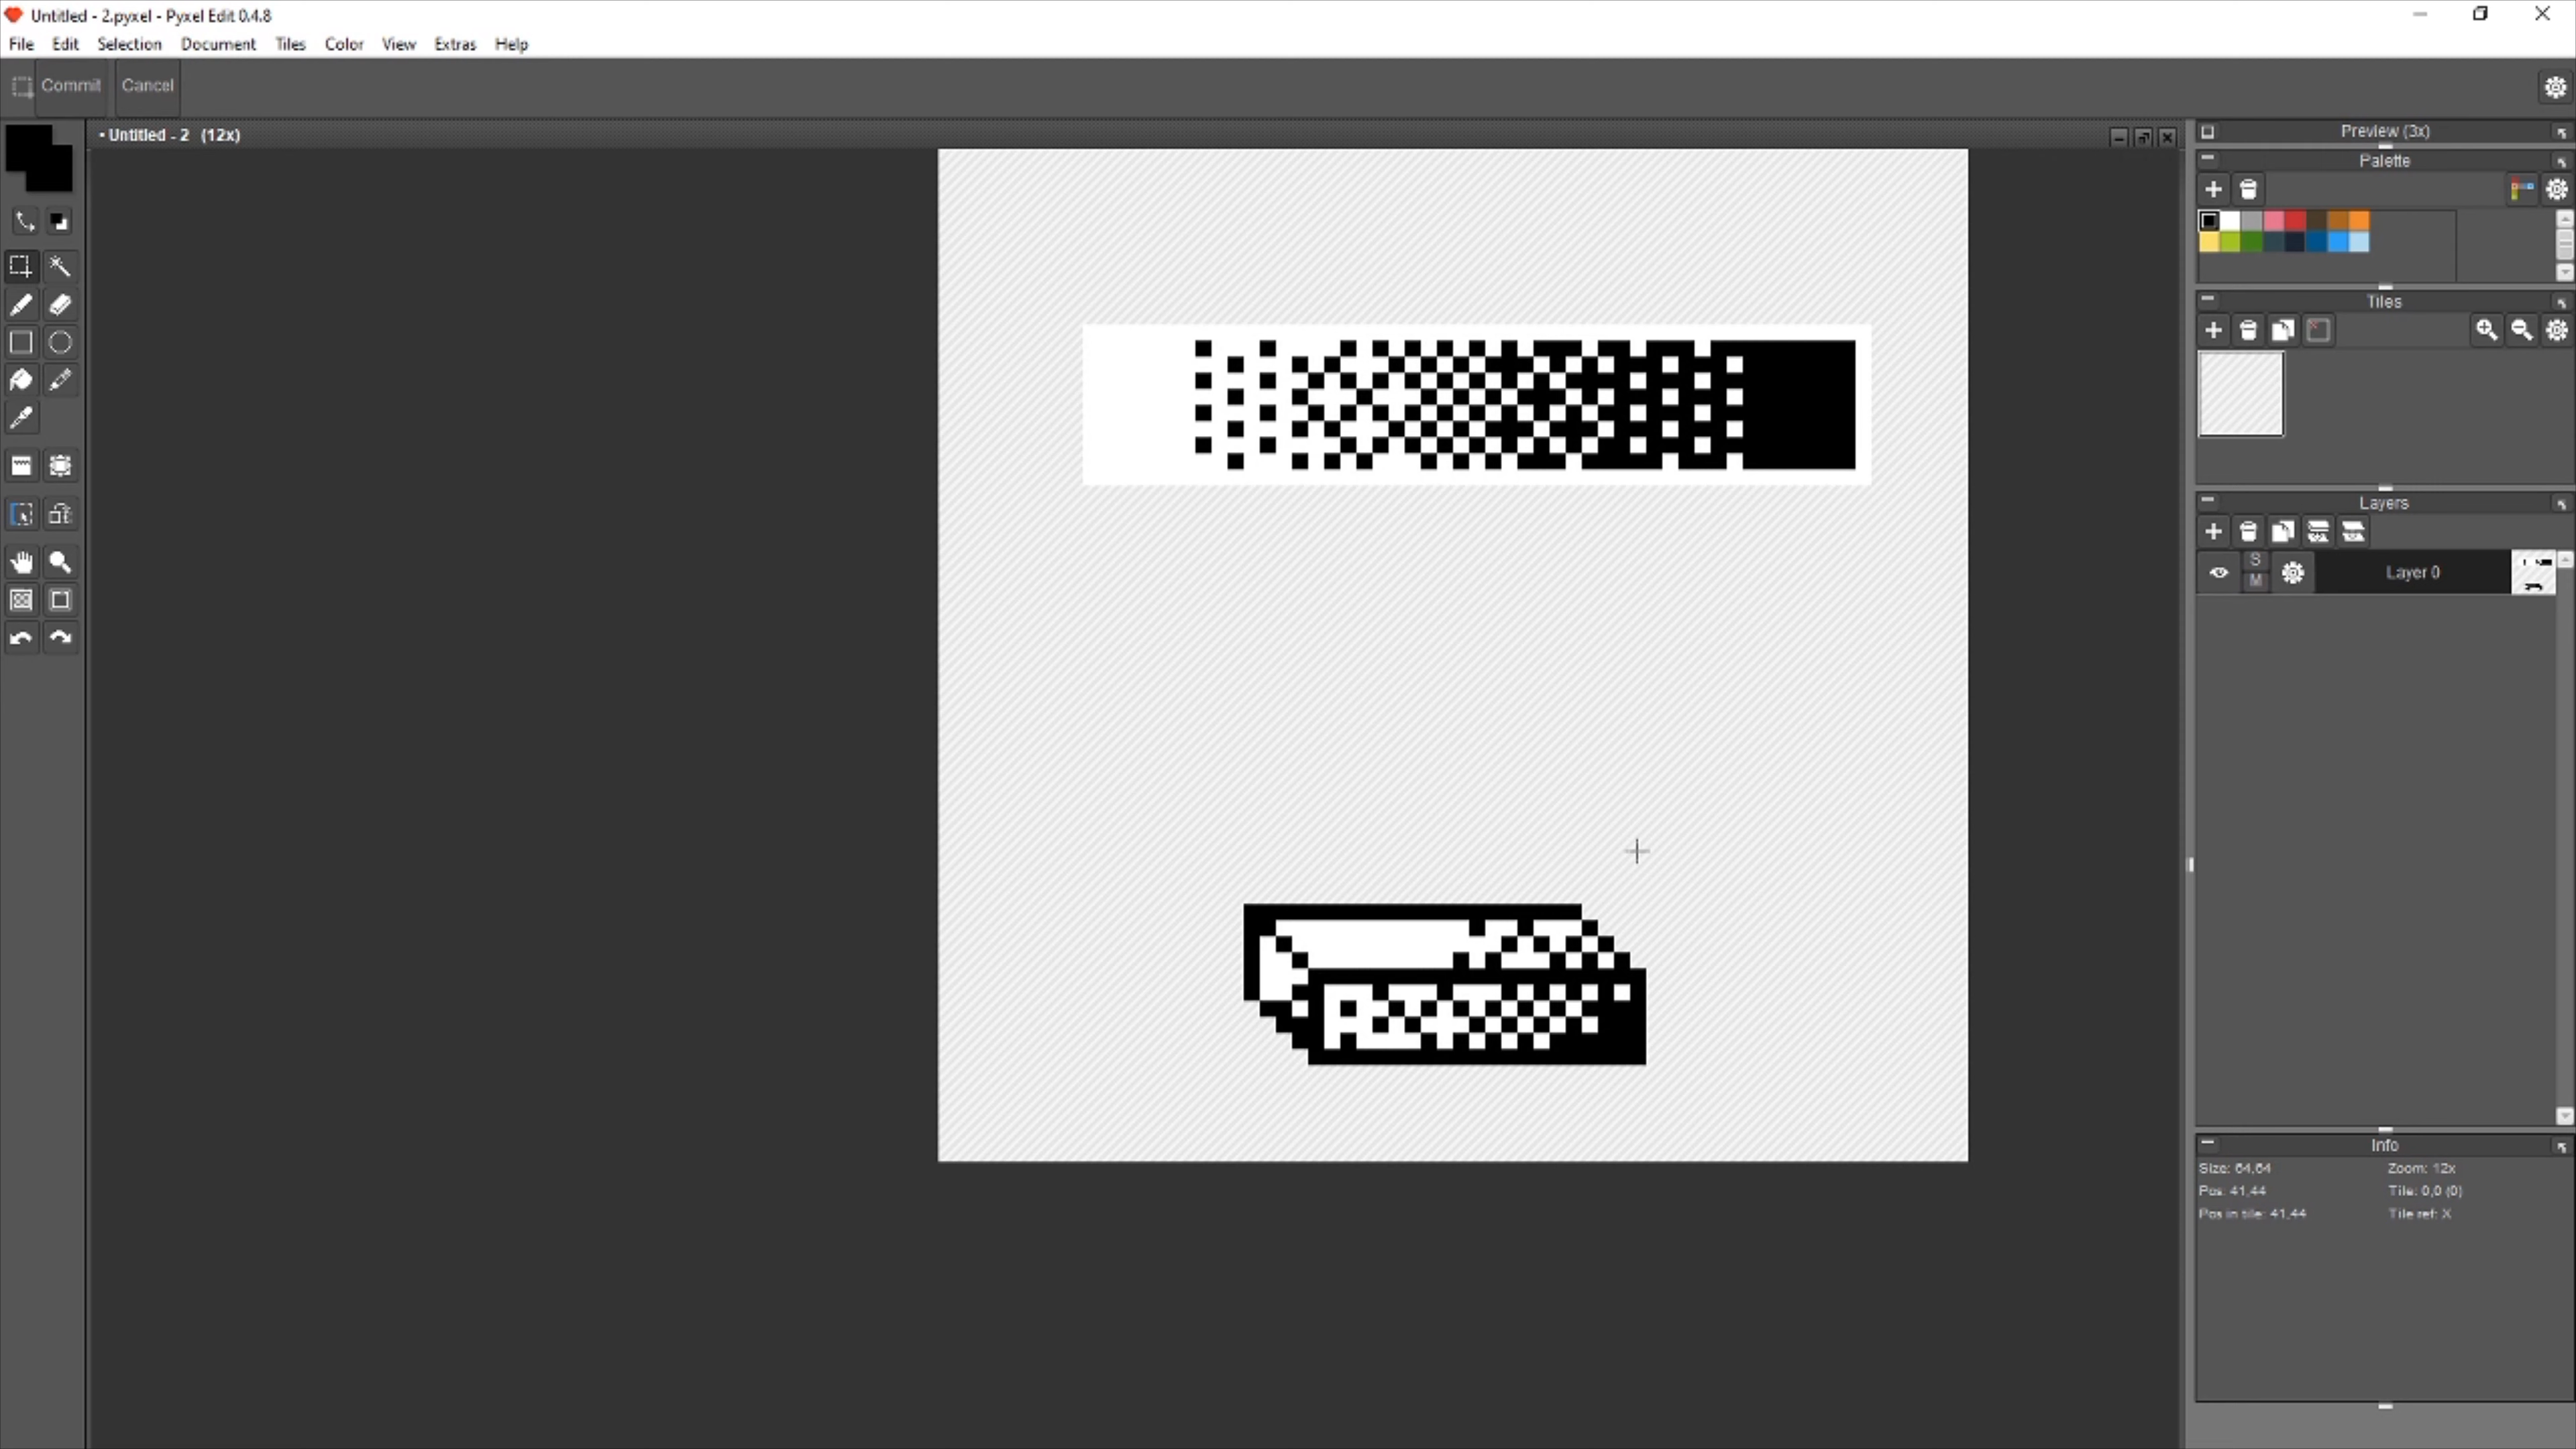 Untitled - 2.pyxel - Pyxel Edit 0.4.8
File Edit Selection Document Tiles Color View Extras Help
Commit Cancel
• Untitled - 2 (12x)
Preview (3x)
Palette
Tiles
Layers
S
M
Layer 0
Info
Size: 64,64 Zoom: 12x
Pos: 41,44 Tile: 0,0 (0)
Pos in tile: 41,44 Tile ref: X